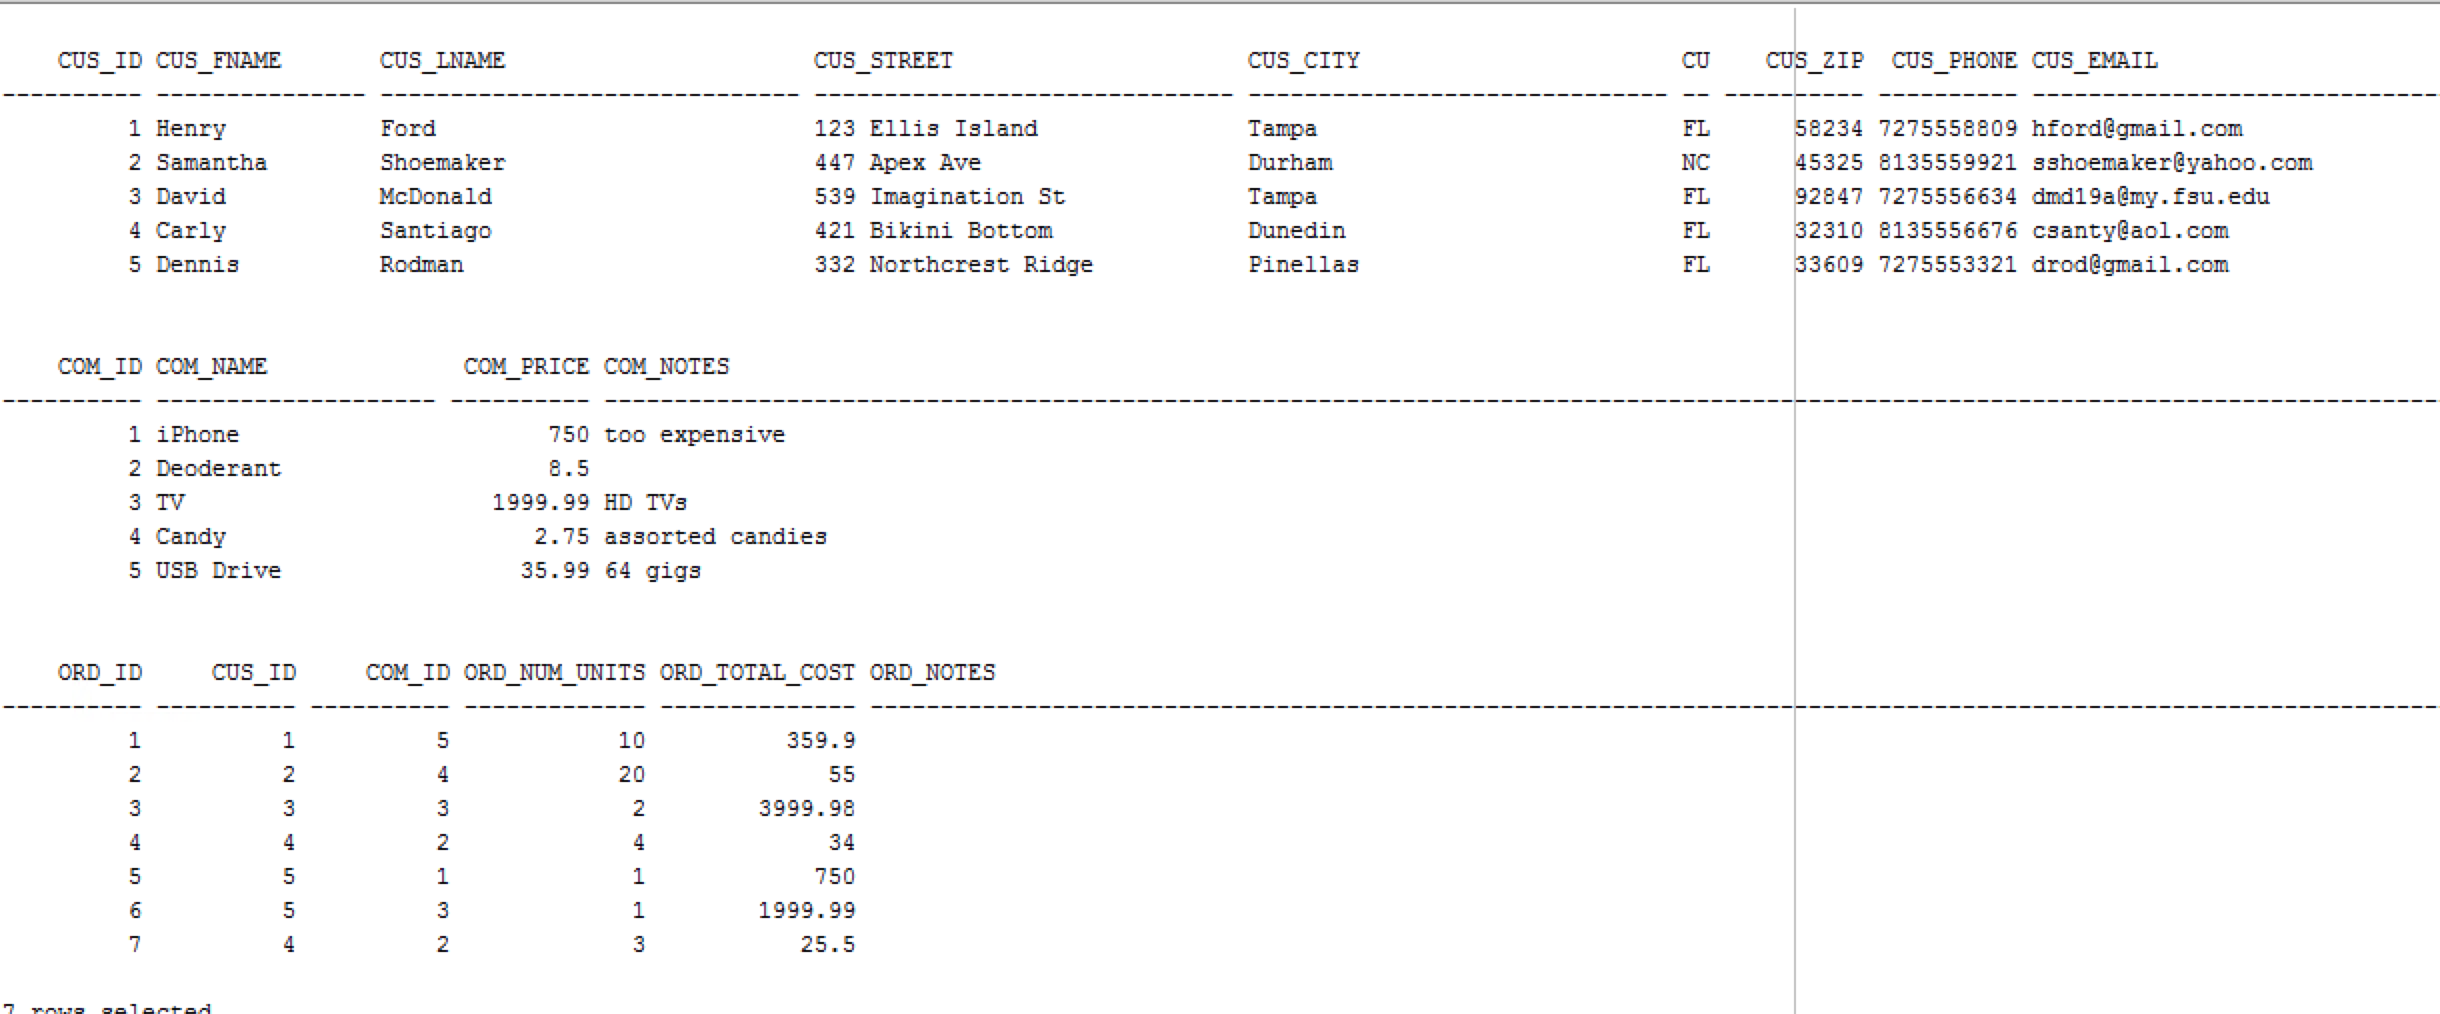 CUS_ID CUS_FNAME CUS_LNAME CUS_STREET CUS_CITY CU CUS_ZIP CUS_PHONE CUS_EMAIL
1 Henry Ford 123 Ellis Island Tampa FL 58234 7275558809 hford@gmail.com
2 Samantha Shoemaker 447 Apex Ave Durham NC 45325 8135559921 sshoemaker@yahoo.com
3 David McDonald 539 Imagination St Tampa FL 92847 7275556634 dmd19a@my.fsu.edu
4 Carly Santiago 421 Bikini Bottom Dunedin FL 32310 8135556676 csanty@aol.com
5 Dennis Rodman 332 Northcrest Ridge Pinellas FL 33609 7275553321 drod@gmail.com
COM_ID COM_NAME COM_PRICE COM_NOTES
1 iPhone 750 too expensive
2 Deoderant 8.5
3 TV 1999.99 HD TVs
4 Candy 2.75 assorted candies
5 USB Drive 35.99 64 gigs
ORD_ID CUS_ID COM_ID ORD_NUM_UNITS ORD_TOTAL_COST ORD_NOTES
1 1 5 10 359.9
2 2 4 20 55
3 3 3 2 3999.98
4 4 2 4 34
5 5 1 1 750
6 5 3 1 1999.99
7 4 2 3 25.5
7 rows selected